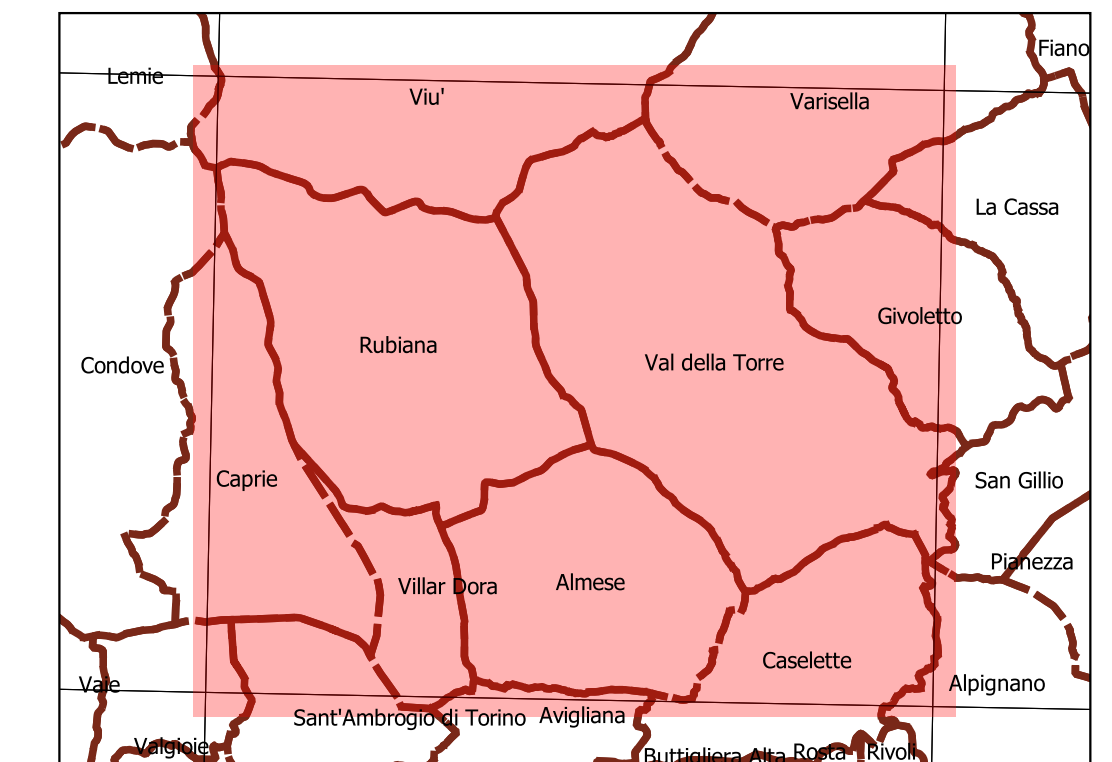 Fiano
Lemie
Viu'
Varisella
La Cassa
Givoletto
Rubiana
Val della Torre
Condove
Caprie
San Gillio
Pianezza
Villar Dora
Almese
Caselette
Vaie
Alpignano
Sant'Ambrogio di Torino
Avigliana
Valgioie
Buttigliera Alta
Rosta
Rivoli